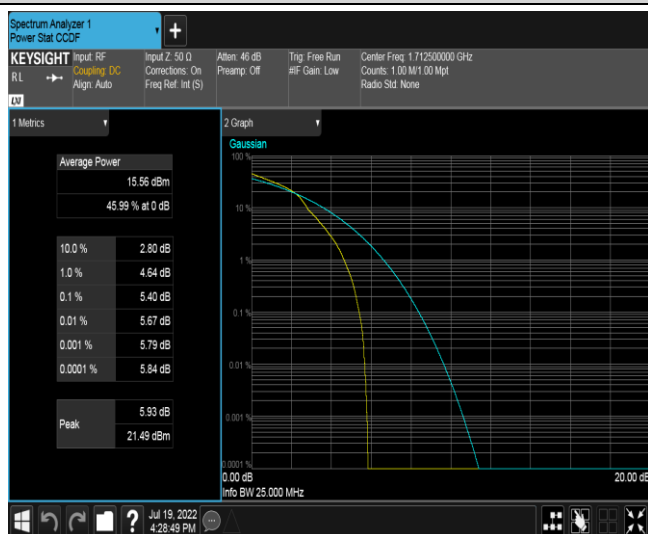 Spectrum Analyzer 1
Power Stat CCDF
+
KEYSIGHT
RL
LXI
Input: RF
Coupling: DC
Align: Auto
Input Z: 50 Ω
Corrections: On
Freq Ref: Int (S)
Atten: 46 dB
Preamp: Off
Trig: Free Run
#IF Gain: Low
Center Freq: 1.712500000 GHz
Counts: 1.00 M/1.00 Mpt
Radio Std: None
1 Metrics
Average Power
15.56 dBm
45.99 % at 0 dB
10.0 % 2.80 dB
1.0 % 4.64 dB
0.1 % 5.40 dB
0.01 % 5.67 dB
0.001 % 5.79 dB
0.0001 % 5.84 dB
Peak
5.93 dB
21.49 dBm
2 Graph
Gaussian
100 %
10 %
1 %
0.1 %
0.01 %
0.001 %
0.0001 %
0.00 dB 20.00 dB
Info BW 25.000 MHz
?
Jul 19, 2022
4:28:49 PM